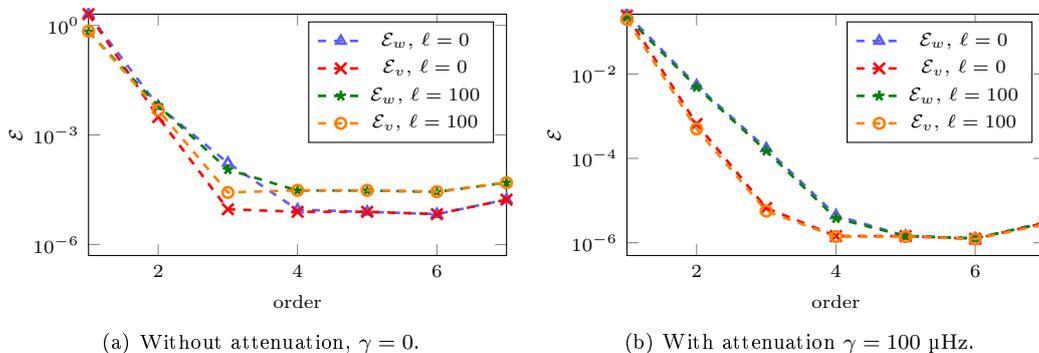 10⁰
10⁻³
10⁻⁶
ℰ
2
4
6
order
ℰ_w, ℓ = 0
ℰ_v, ℓ = 0
ℰ_w, ℓ = 100
ℰ_v, ℓ = 100
(a) Without attenuation, γ = 0.
10⁻²
10⁻⁴
10⁻⁶
ℰ
2
4
6
order
ℰ_w, ℓ = 0
ℰ_v, ℓ = 0
ℰ_w, ℓ = 100
ℰ_v, ℓ = 100
(b) With attenuation γ = 100 µHz.